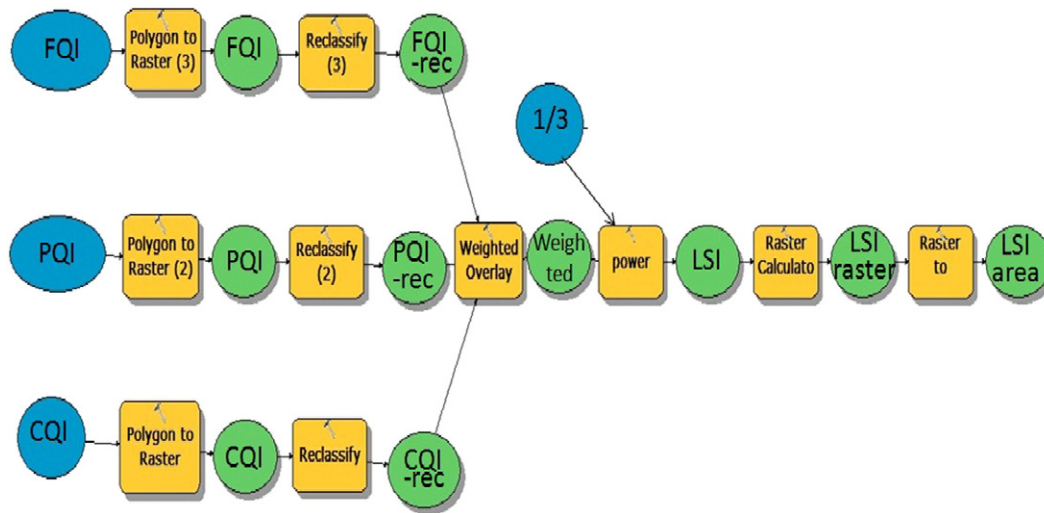 FQI
Polygon to
Raster (3)
FQI
Reclassify
(3)
FQI
-rec
1/3
PQI
Polygon to
Raster (2)
PQI
Reclassify
(2)
PQI
-rec
Weighted
Overlay
Weigh
ted
power
LSI
Raster
Calculato
LSI
raster
Raster
to
LSI
area
CQI
Polygon to
Raster
CQI
Reclassify
CQI
-rec